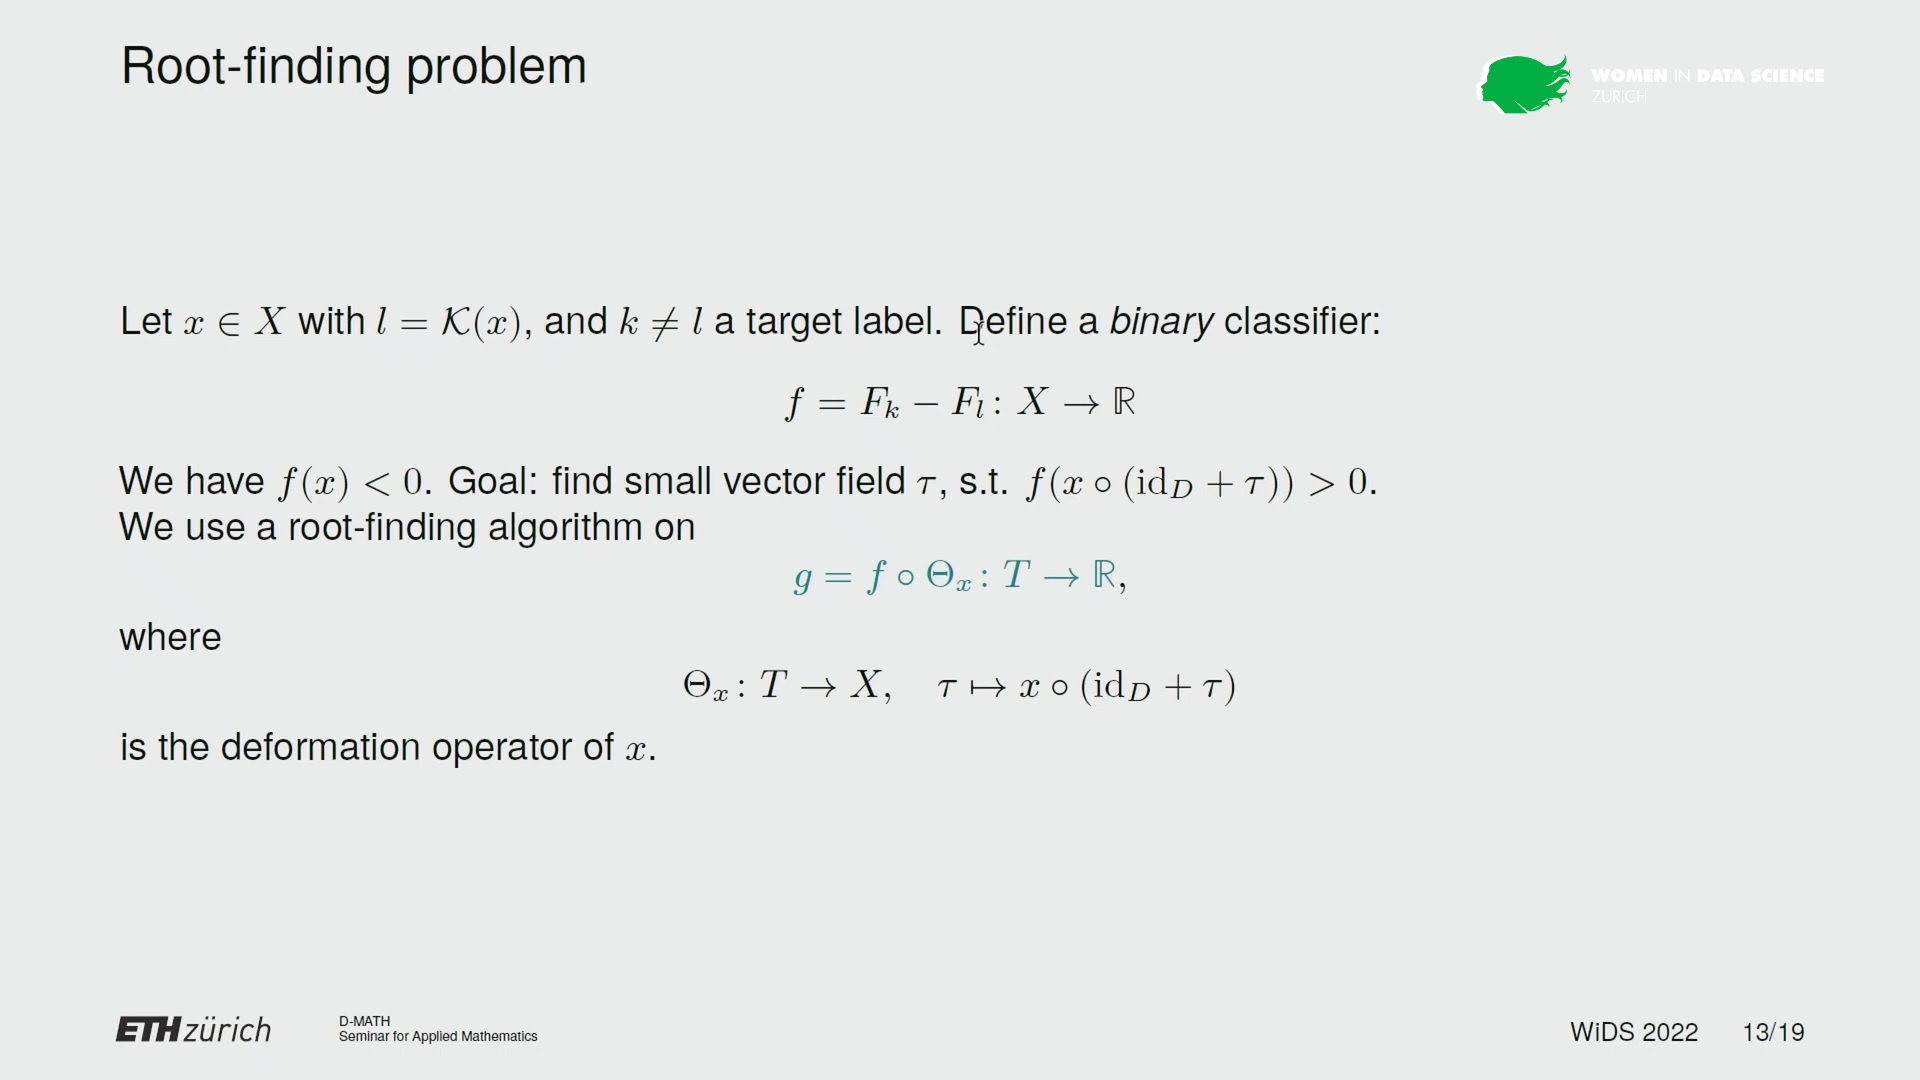 Root-finding problem
WOMEN IN DATA SCIENCE
ZURICH
Let x ∈ X with l = 𝒦(x), and k ≠ l a target label. Define a binary classifier:
f = F_k − F_l : X → ℝ
We have f(x) < 0. Goal: find small vector field τ, s.t. f(x ∘ (id_D + τ)) > 0.
We use a root-finding algorithm on
g = f ∘ Θ_x : T → ℝ,
where
Θ_x : T → X, τ ↦ x ∘ (id_D + τ)
is the deformation operator of x.
ETH zürich
D-MATH
Seminar for Applied Mathematics
WiDS 2022 13/19